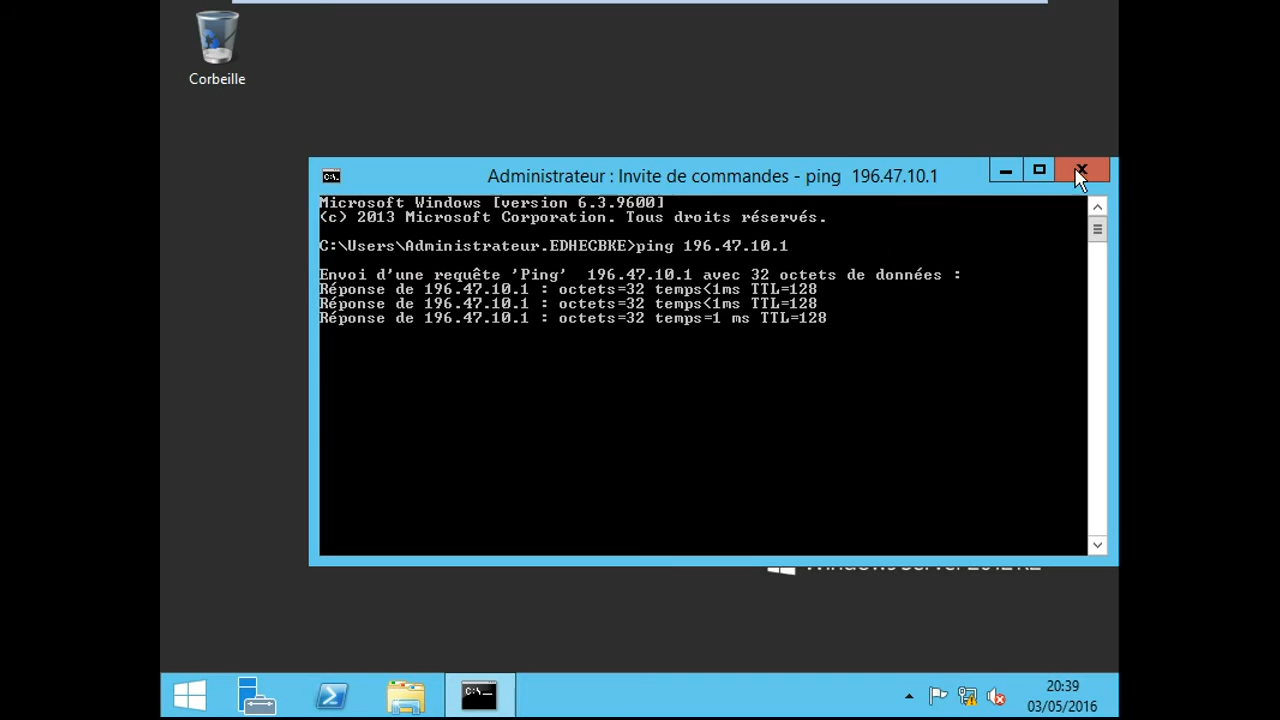 Corbeille
Administrateur : Invite de commandes - ping 196.47.10.1
Microsoft Windows [version 6.3.9600]
(c) 2013 Microsoft Corporation. Tous droits réservés.
C:\Users\Administrateur.EDHECBKE>ping 196.47.10.1
Envoi d'une requête 'Ping'  196.47.10.1 avec 32 octets de données :
Réponse de 196.47.10.1 : octets=32 temps<1ms TTL=128
Réponse de 196.47.10.1 : octets=32 temps<1ms TTL=128
Réponse de 196.47.10.1 : octets=32 temps=1 ms TTL=128
Windows Server 2012 R2
20:39
03/05/2016